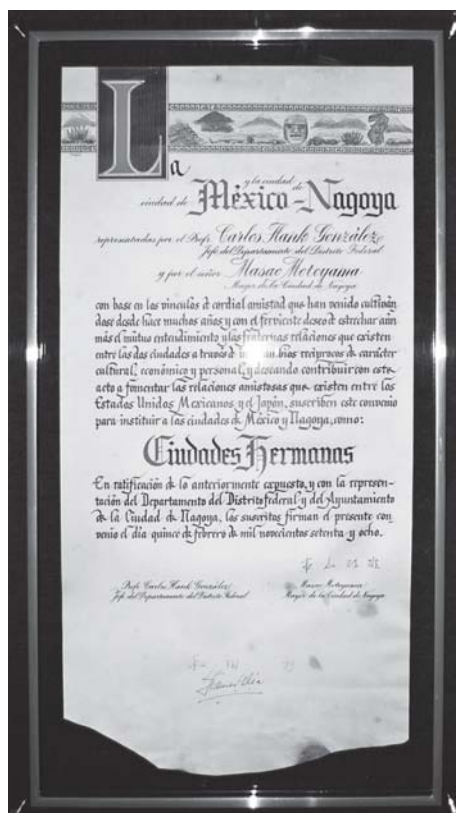 La
ciudad de México y la ciudad de Nagoya
representadas por el Profr. Carlos Hank González
Jefe del Departamento del Distrito Federal
y por el señor Masao Motoyama
Mayor de la Ciudad de Nagoya
con base en los vínculos de cordial amistad que han venido cultiván
dose desde hace muchos años y con el ferviente deseo de estrechar aún
más el mutuo entendimiento y las fraternas relaciones que existen
entre las dos ciudades a través de recíprocos de carácter
cultural, económico y personal, y deseando contribuir con este
acto a fomentar las relaciones amistosas que existen entre los
Estados Unidos Mexicanos y el Japón, suscriben este convenio
para instituir a las ciudades de México y Nagoya, como:
Ciudades Hermanas
En ratificación de lo anteriormente expuesto, y con la represen-
tación del Departamento del Distrito federal y del Ayuntamiento
de la Ciudad de Nagoya, los suscritos firman el presente con
venio el día quince de febrero de mil novecientos setenta y ocho.
Profr. Carlos Hank González
Jefe del Departamento del Distrito Federal
Masao Motoyama
Mayor de la Ciudad de Nagoya